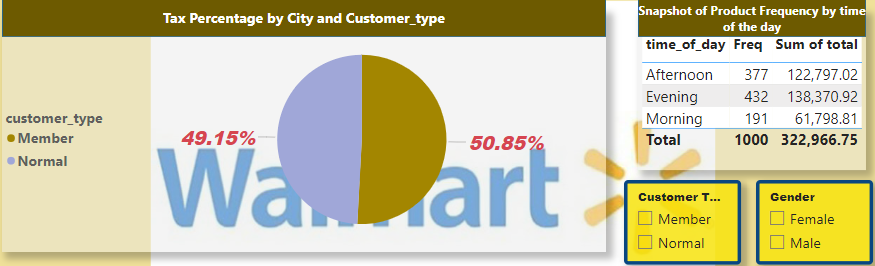 Tax Percentage by City and Customer_type
customer_type
Member
Normal
49.15%
50.85%
Walmart
Snapshot of Product Frequency by time
of the day
time_of_day Freq Sum of total
Afternoon 377 122,797.02
Evening 432 138,370.92
Morning 191 61,798.81
Total 1000 322,966.75
Customer T...
Member
Normal
Gender
Female
Male